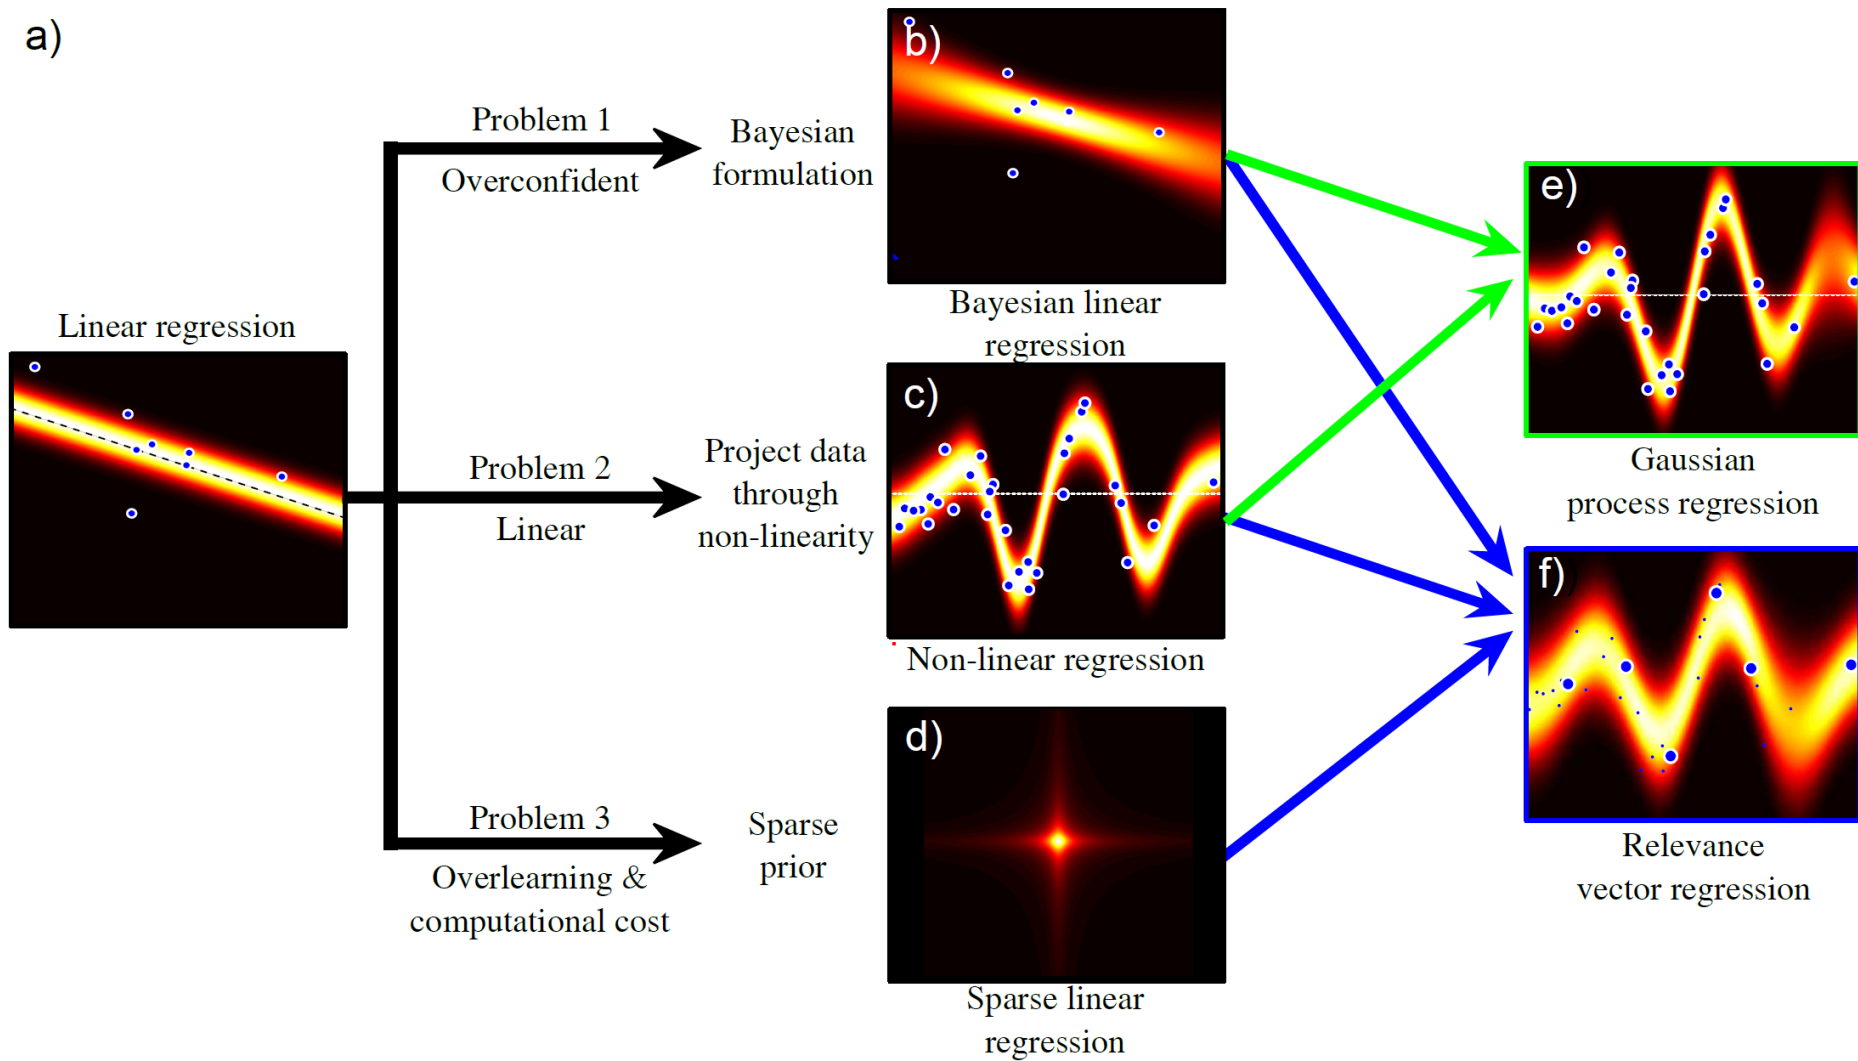 a)
Linear regression
Problem 1
Overconfident
Bayesian
formulation
Problem 2
Linear
Project data
through
non-linearity
Problem 3
Overlearning &
computational cost
Sparse
prior
b)
Bayesian linear
regression
c)
Non-linear regression
d)
Sparse linear
regression
e)
Gaussian
process regression
f)
Relevance
vector regression